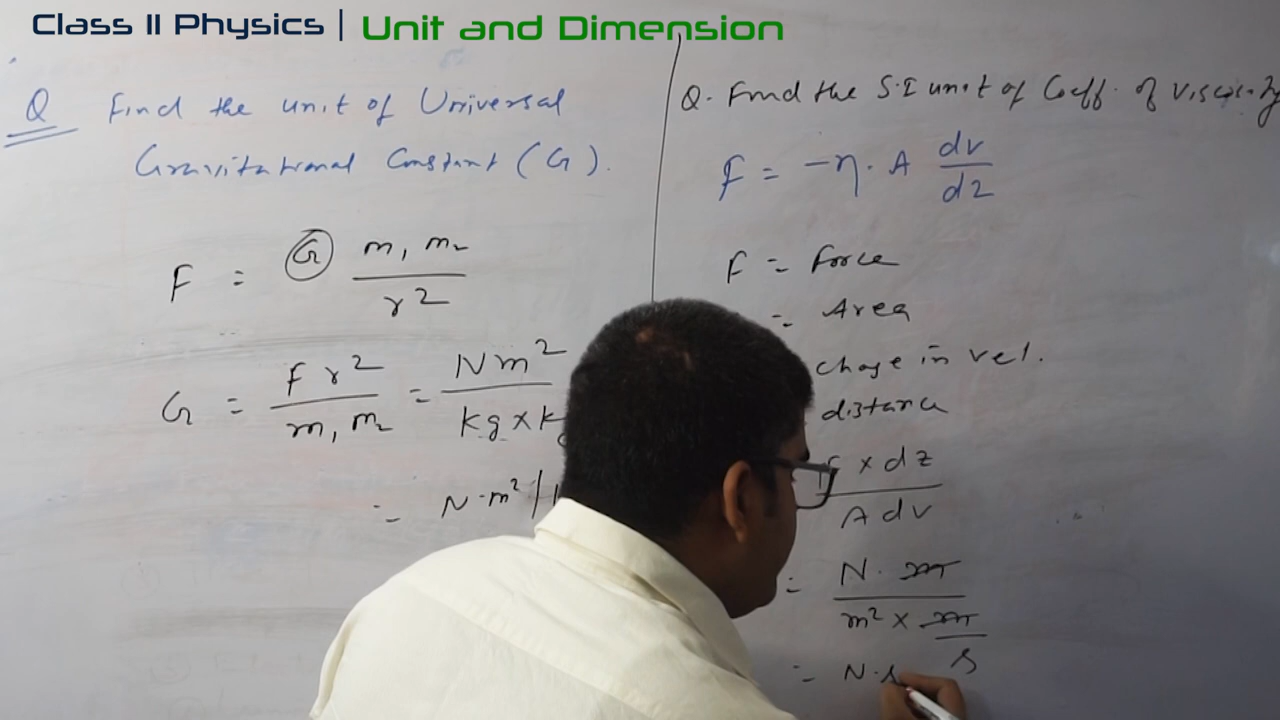 Class 11 Physics | Unit and Dimension
Q Find the unit of Universal
Gravitational Constant (G).
F = G m1 m2
r2
G = F r2 = N m2
m1 m2 kg x k
= N.m2 /
Q. Find the S.I unit of Coeff. of viscosity
F = -η. A dv
dz
F = Force
= Area
change in vel.
distance
F x dz
A dv
= N. m
m2 x m
s
= N.s